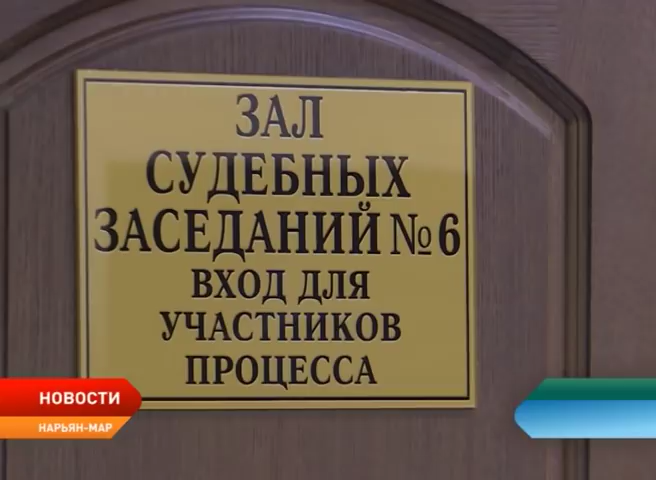 ЗАЛ
СУДЕБНЫХ
ЗАСЕДАНИЙ №6
ВХОД ДЛЯ
УЧАСТНИКОВ
ПРОЦЕССА
НОВОСТИ
НАРЬЯН-МАР